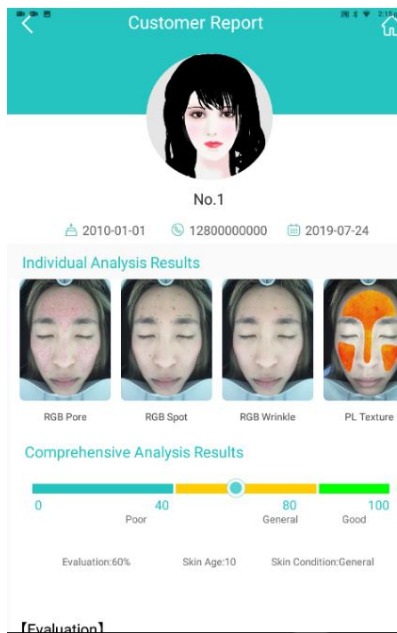 2:15
Customer Report
No.1
2010-01-01 12800000000 2019-07-24
Individual Analysis Results
RGB Pore RGB Spot RGB Wrinkle PL Texture
Comprehensive Analysis Results
0 40 80 100
Poor General Good
Evaluation:60% Skin Age:10 Skin Condition:General
【Evaluation】